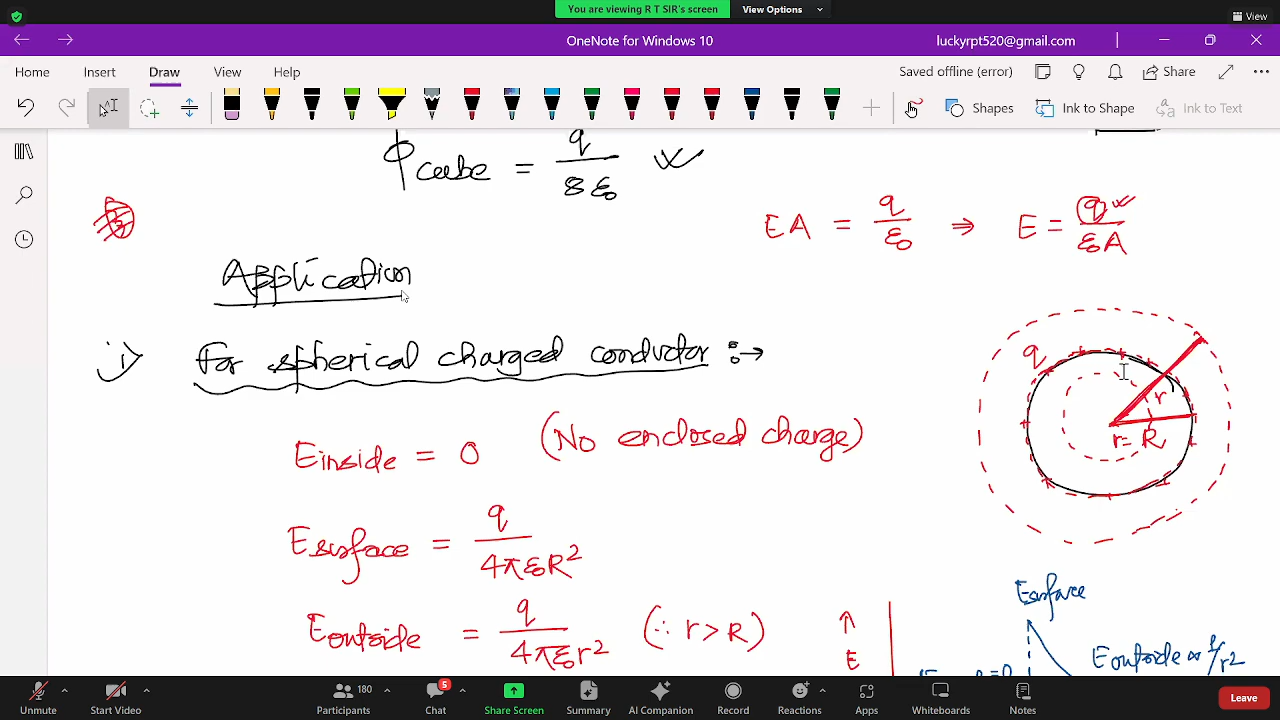 You are viewing R T SIR's screen
View Options
View
OneNote for Windows 10
luckyrpt520@gmail.com
Home
Insert
Draw
View
Help
Saved offline (error)
Share
Shapes
Ink to Shape
Ink to Text
ϕcube = q/8ε₀
EA = q/ε₀ ⇒ E = q/ε₀A
Application
i) for spherical charged conductor :→
Einside = 0 (No enclosed charge)
q
r
r= R
Esurface = q/4πε₀R²
Esurface
Eoutside = q/4πε₀r² (∴ r>R)
↑
E
Eoutside ∝ 1/r²
Unmute
Start Video
Participants
180
Chat
5
Share Screen
Summary
AI Companion
Record
Reactions
Apps
Whiteboards
Notes
Leave